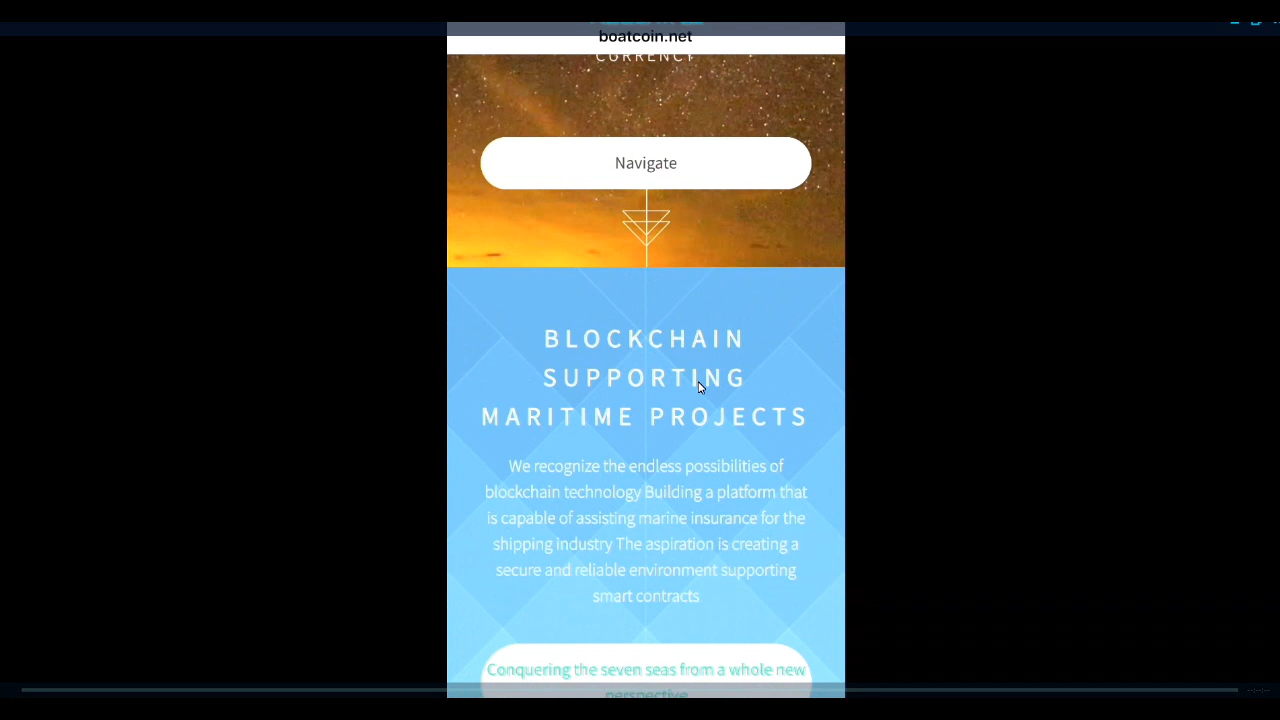 boatcoin.net
CURRENCY
Navigate
BLOCKCHAIN
SUPPORTING
MARITIME PROJECTS
We recognize the endless possibilities of
blockchain technology Building a platform that
is capable of assisting marine insurance for the
shipping industry The aspiration is creating a
secure and reliable environment supporting
smart contracts
Conquering the seven seas from a whole new
perspective